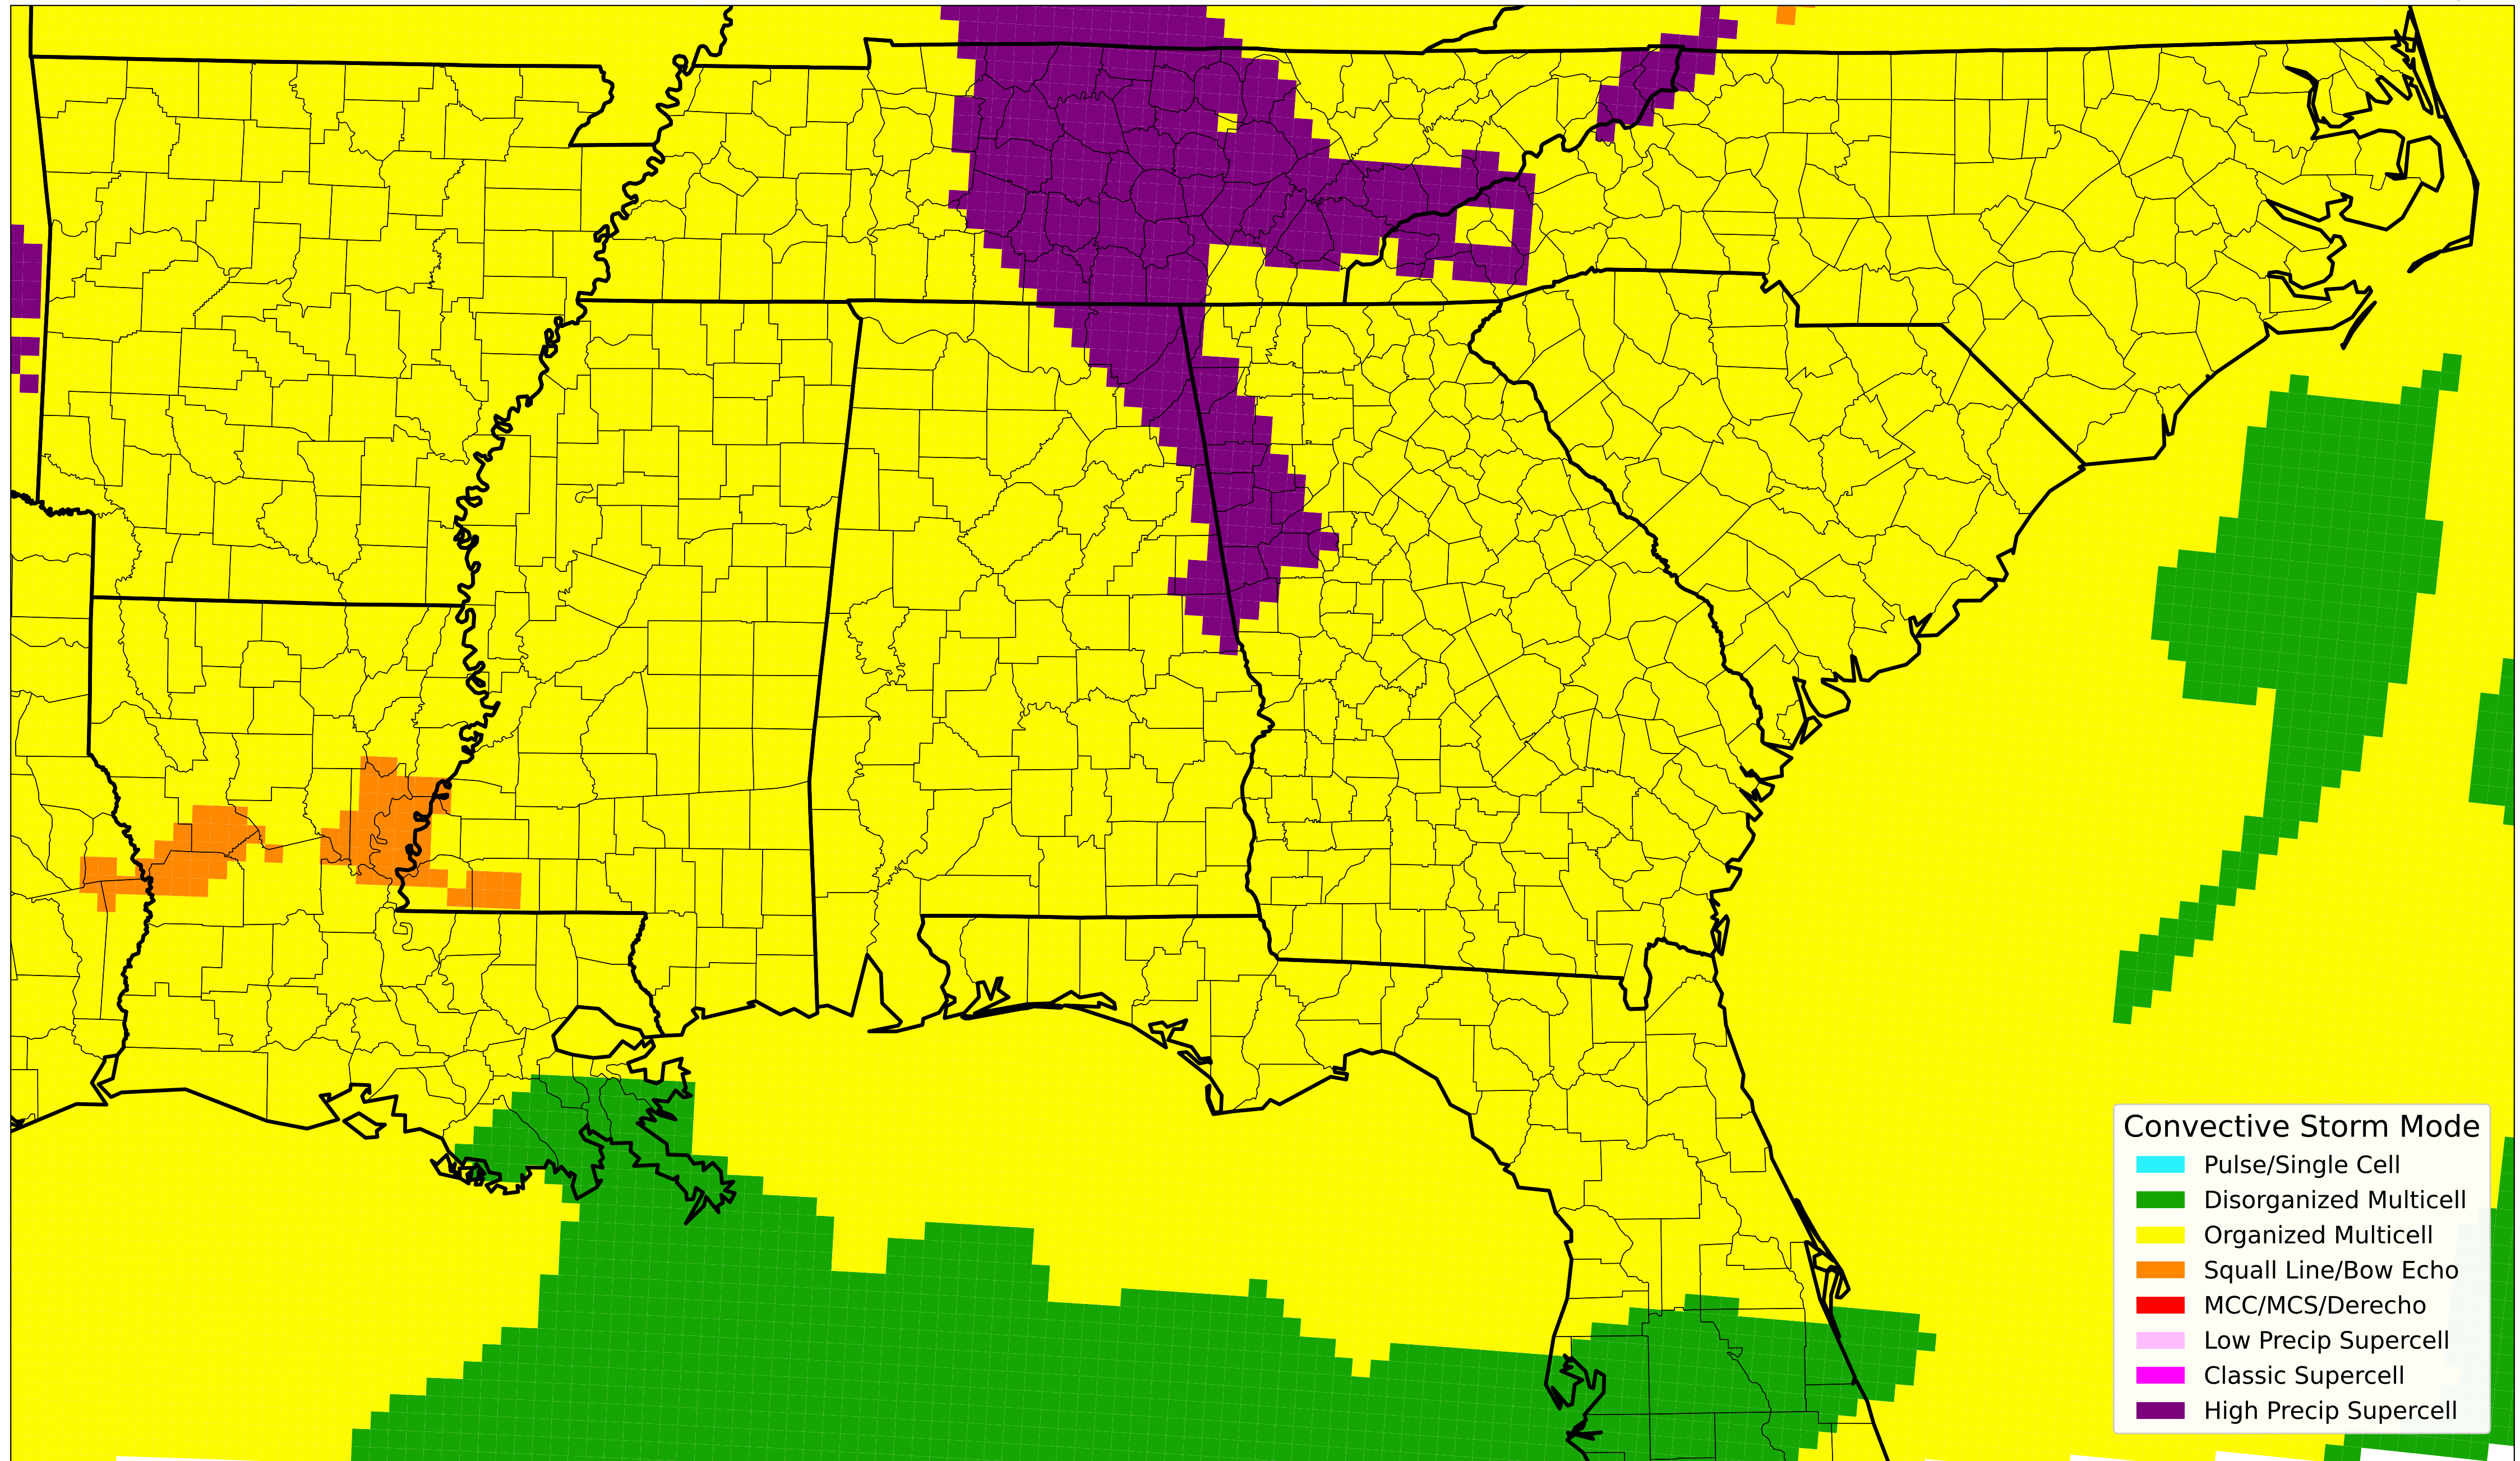 Convective Storm Mode
Pulse/Single Cell
Disorganized Multicell
Organized Multicell
Squall Line/Bow Echo
MCC/MCS/Derecho
Low Precip Supercell
Classic Supercell
High Precip Supercell